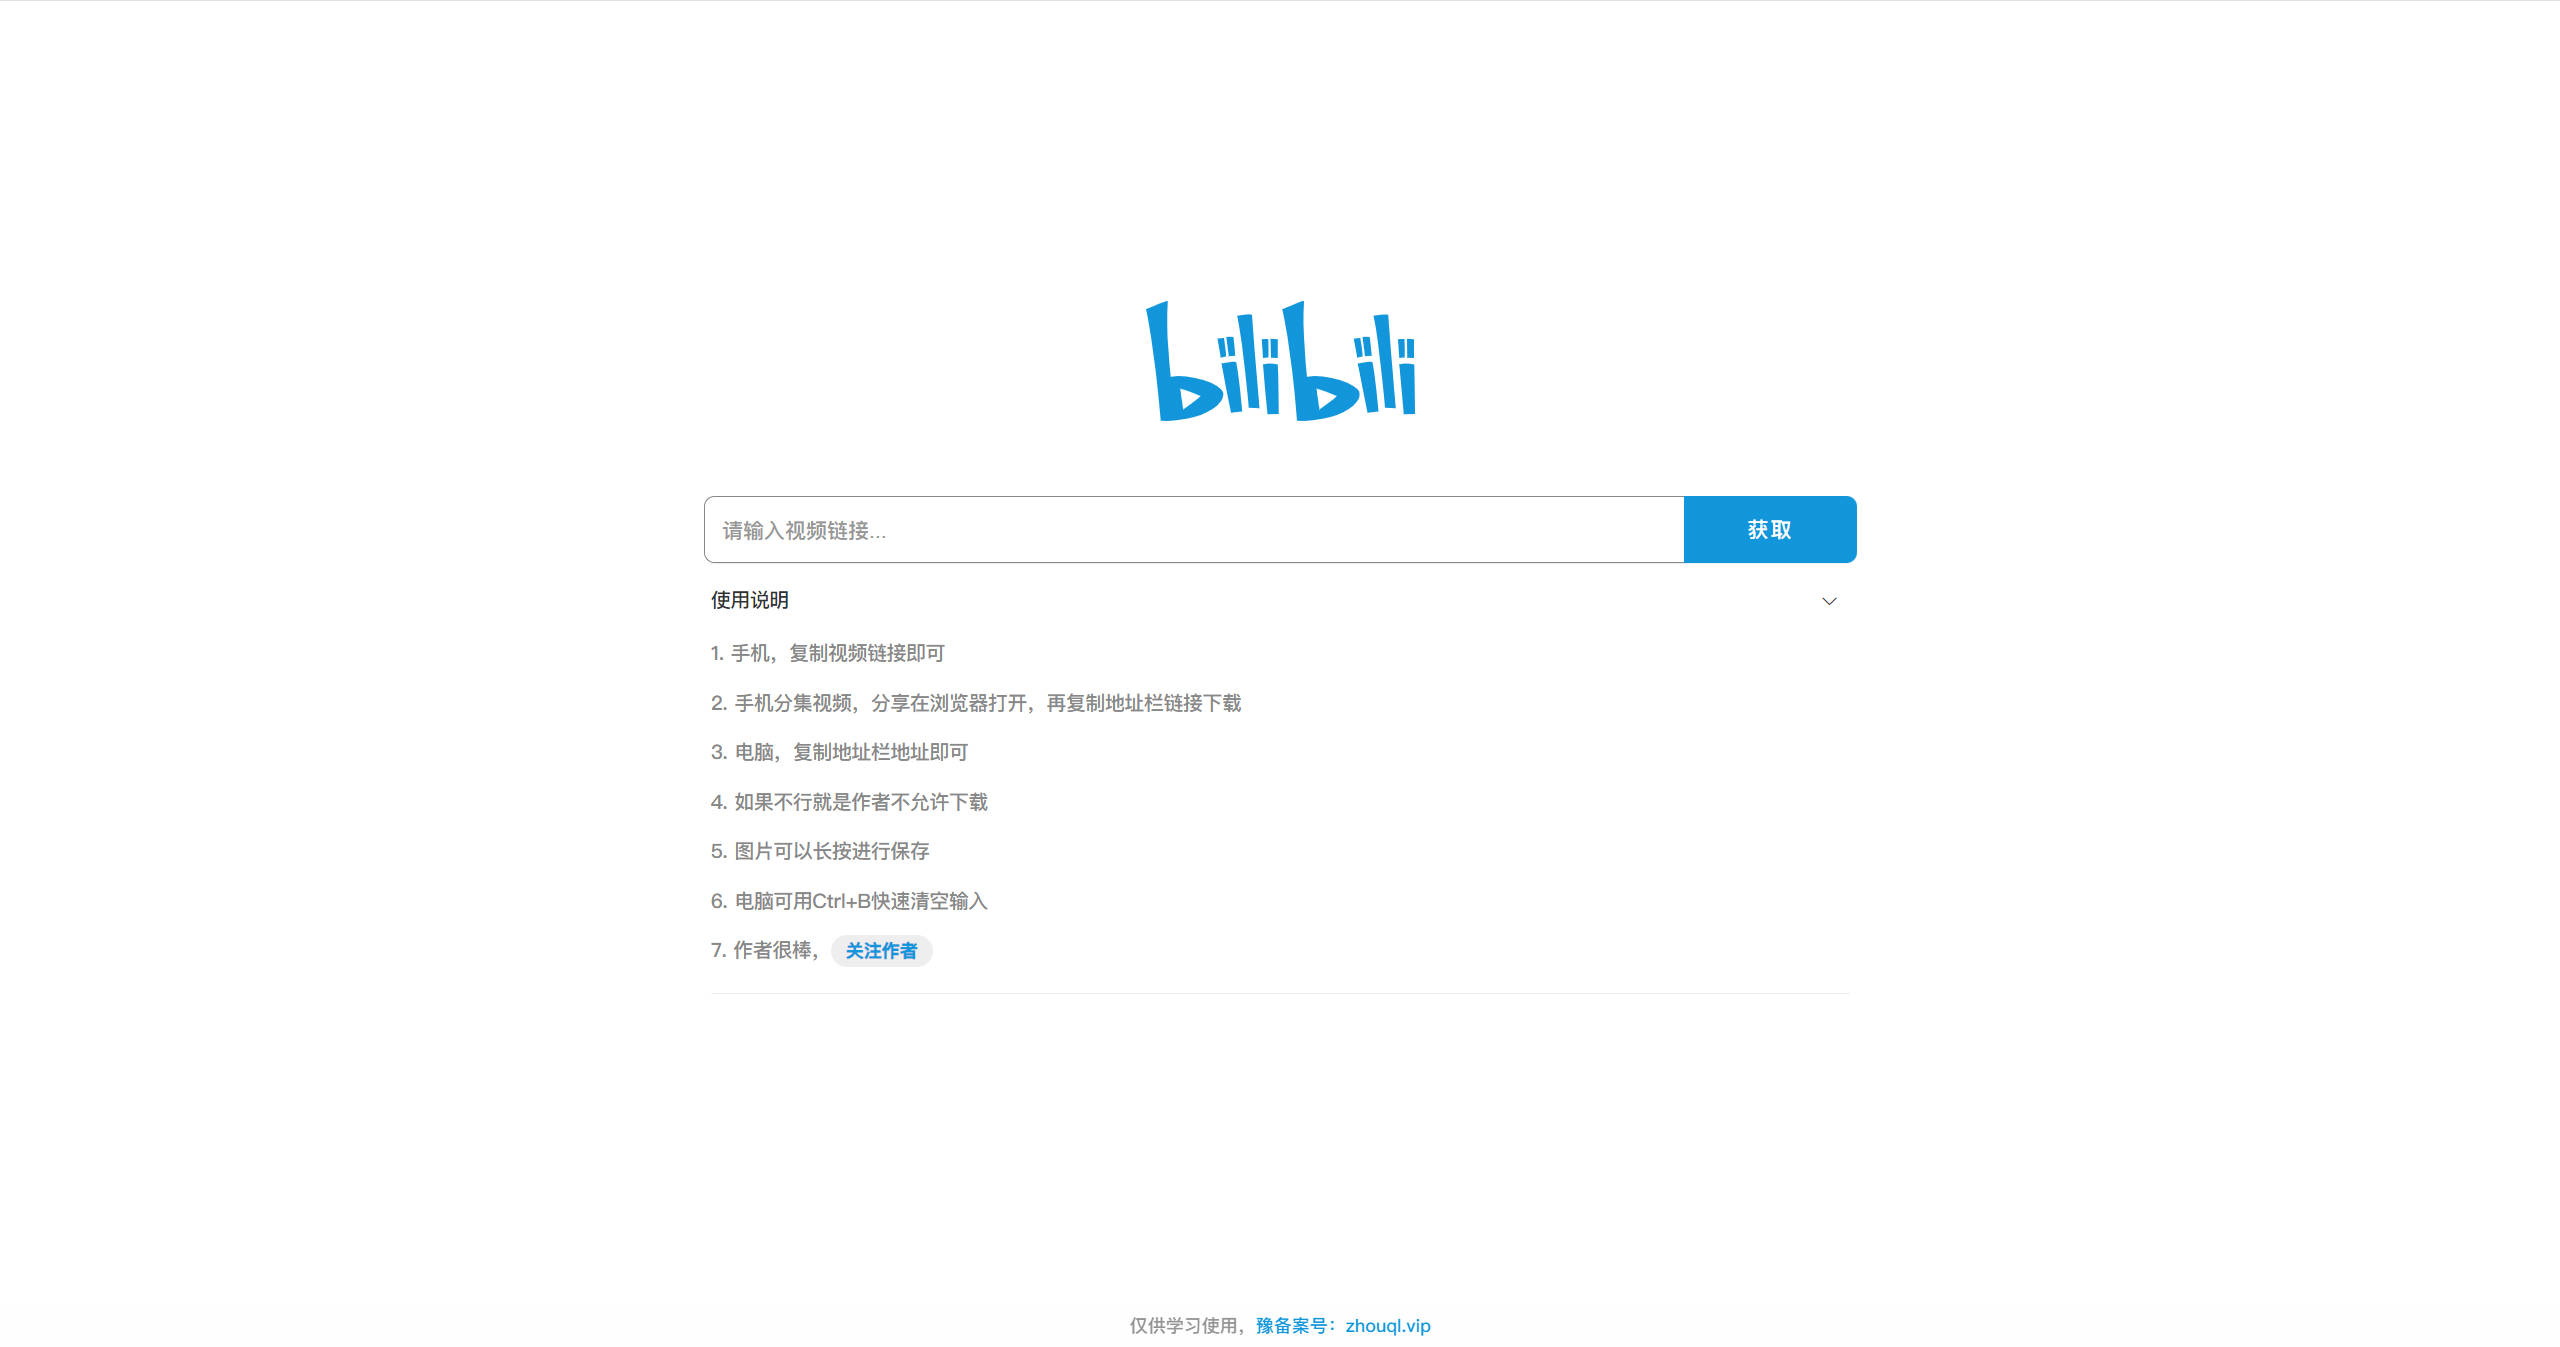 bilibili
请输入视频链接...
获取
使用说明
1. 手机，复制视频链接即可
2. 手机分集视频，分享在浏览器打开，再复制地址栏链接下载
3. 电脑，复制地址栏地址即可
4. 如果不行就是作者不允许下载
5. 图片可以长按进行保存
6. 电脑可用Ctrl+B快速清空输入
7. 作者很棒， 关注作者
仅供学习使用，豫备案号：zhouql.vip